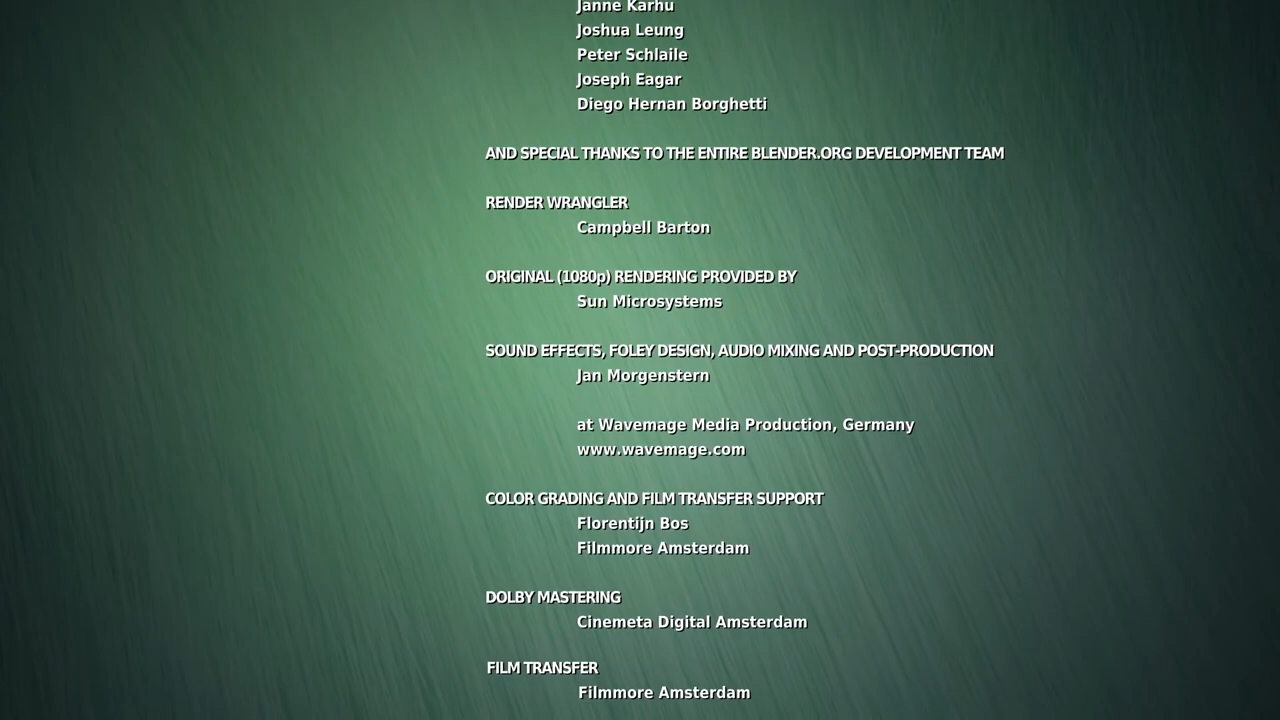 Janne Karhu
Joshua Leung
Peter Schlaile
Joseph Eagar
Diego Hernan Borghetti
AND SPECIAL THANKS TO THE ENTIRE BLENDER.ORG DEVELOPMENT TEAM
RENDER WRANGLER
Campbell Barton
ORIGINAL (1080p) RENDERING PROVIDED BY
Sun Microsystems
SOUND EFFECTS, FOLEY DESIGN, AUDIO MIXING AND POST-PRODUCTION
Jan Morgenstern
at Wavemage Media Production, Germany
www.wavemage.com
COLOR GRADING AND FILM TRANSFER SUPPORT
Florentijn Bos
Filmmore Amsterdam
DOLBY MASTERING
Cinemeta Digital Amsterdam
FILM TRANSFER
Filmmore Amsterdam